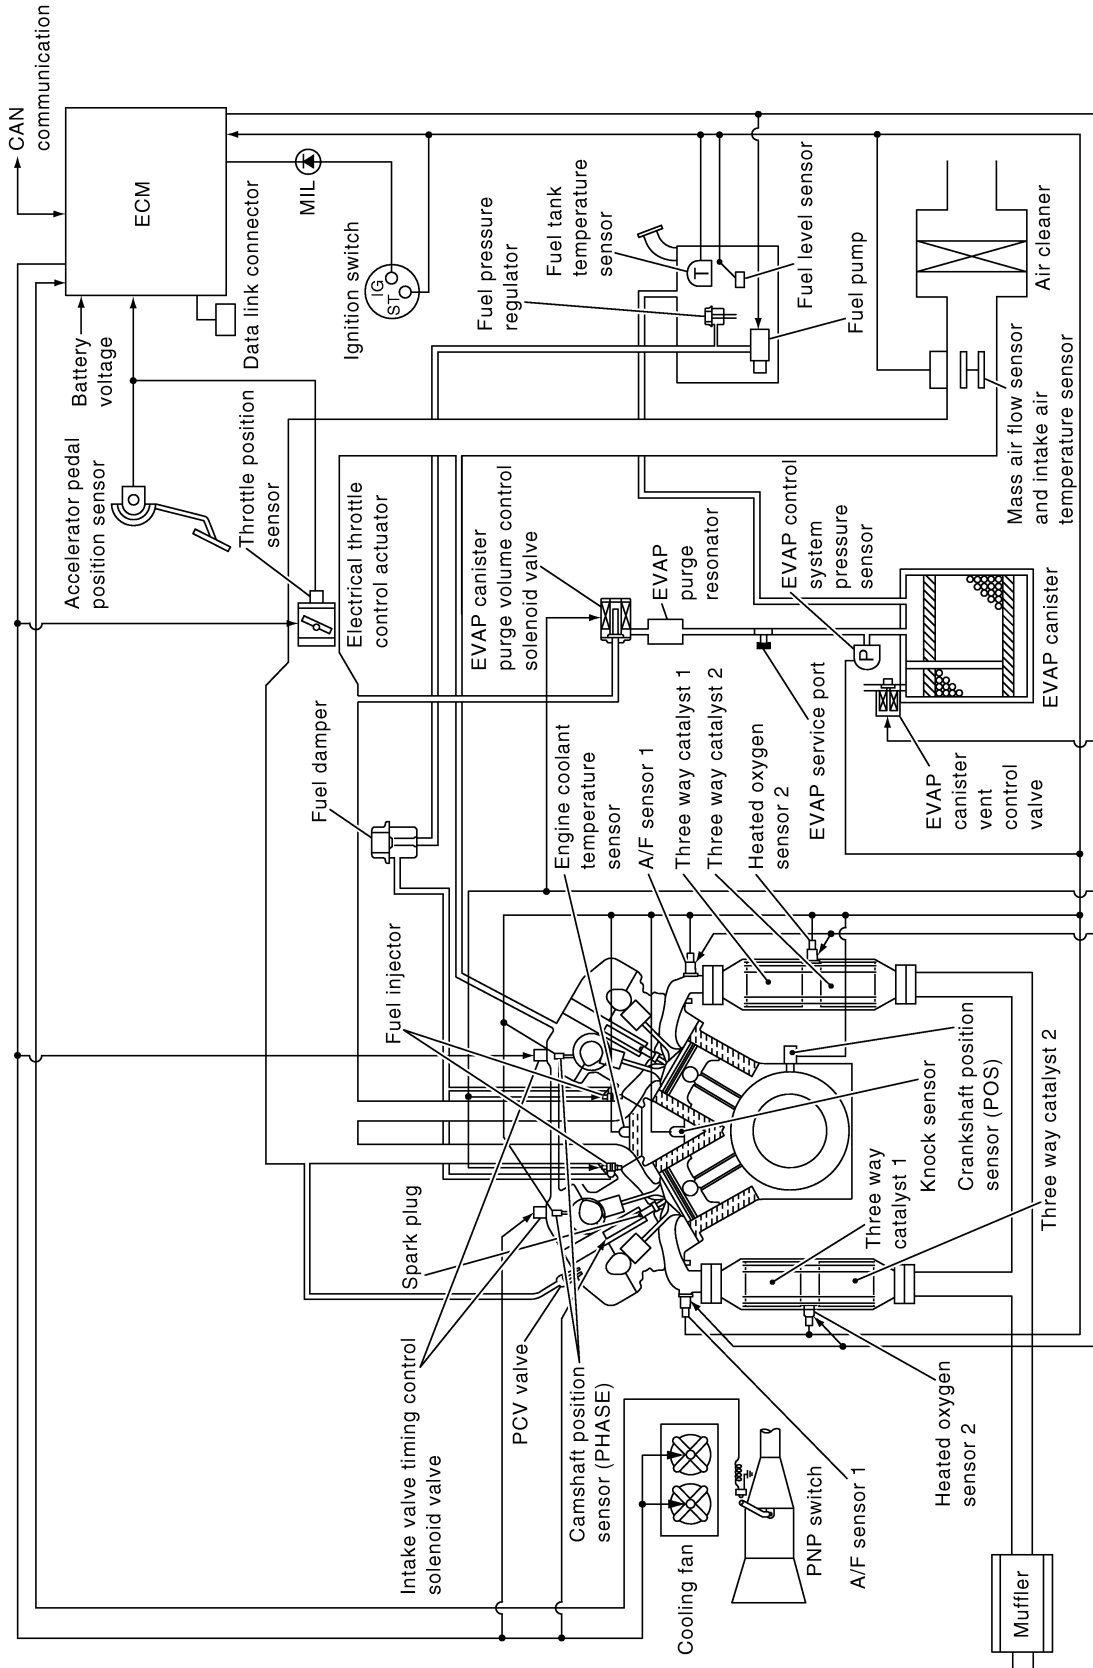 CAN
communication
ECM
MIL
Data link connector
Ignition switch
IG
ST
Battery
voltage
Accelerator pedal
position sensor
Throttle position
sensor
Electrical throttle
control actuator
Fuel pressure
regulator
Fuel tank
temperature
sensor
T
Fuel level sensor
Fuel pump
Air cleaner
Mass air flow sensor
and intake air
temperature sensor
EVAP canister
purge volume control
solenoid valve
EVAP
purge
resonator
EVAP control
system
pressure
sensor
P
EVAP canister
EVAP service port
EVAP
canister
vent
control
valve
Fuel damper
Engine coolant
temperature
sensor
A/F sensor 1
Three way catalyst 1
Three way catalyst 2
Heated oxygen
sensor 2
Fuel injector
Spark plug
Intake valve timing control
solenoid valve
PCV valve
Camshaft position
sensor (PHASE)
Knock sensor
Crankshaft position
sensor (POS)
Three way
catalyst 1
Three way catalyst 2
Cooling fan
PNP switch
A/F sensor 1
Heated oxygen
sensor 2
Muffler